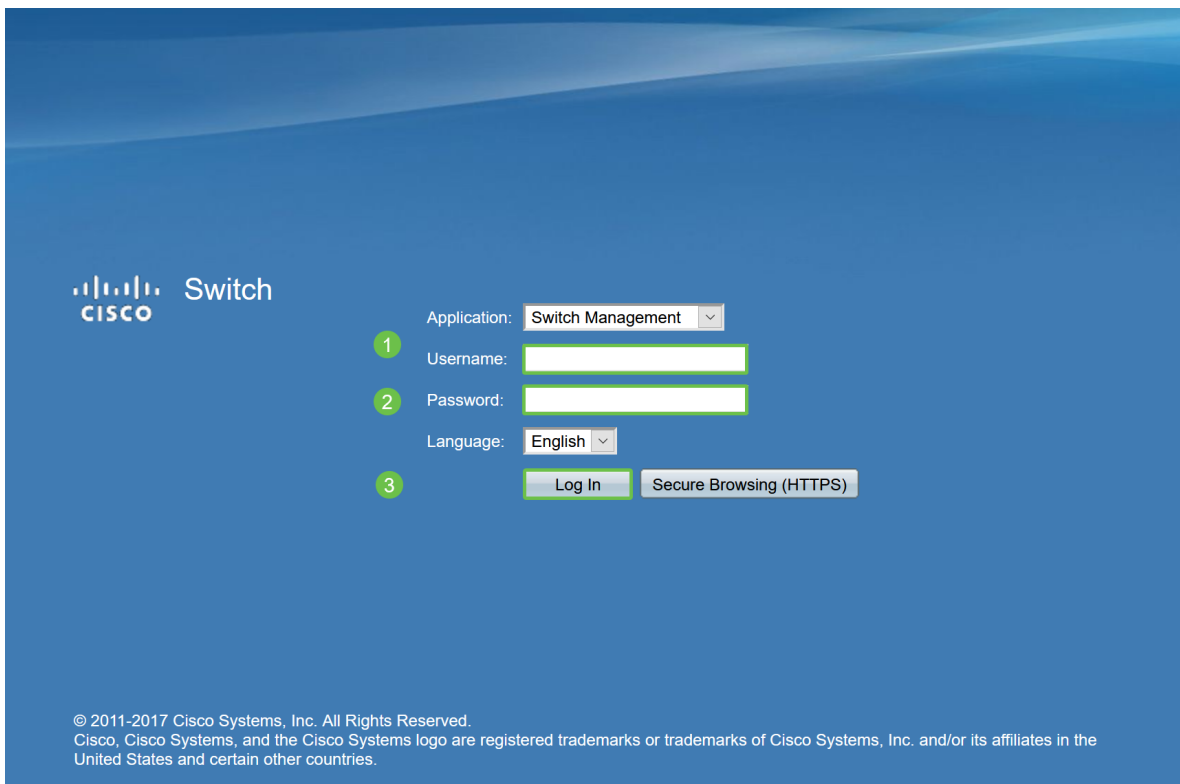 CISCO
Switch
Application: Switch Management
1
Username:
2 Password:
Language: English
3 Log In Secure Browsing (HTTPS)
© 2011-2017 Cisco Systems, Inc. All Rights Reserved.
Cisco, Cisco Systems, and the Cisco Systems logo are registered trademarks or trademarks of Cisco Systems, Inc. and/or its affiliates in the
United States and certain other countries.